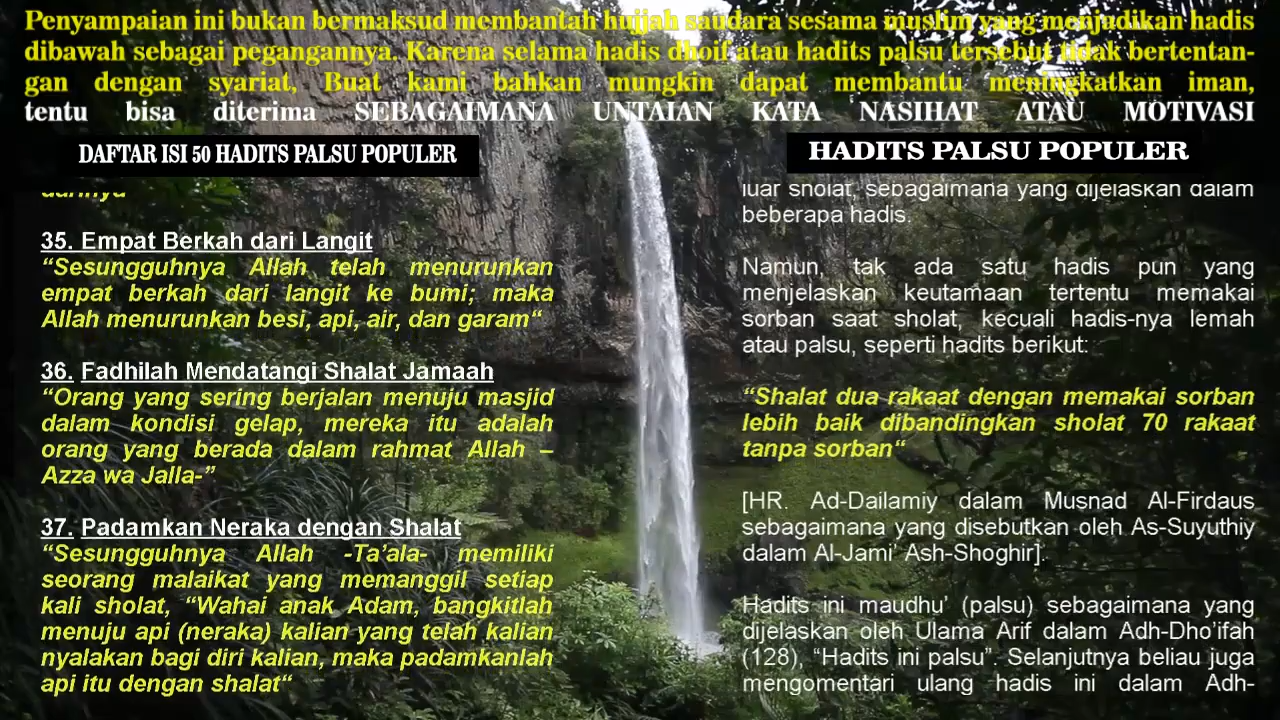 Penyampaian ini bukan bermaksud membantah hujjah saudara sesama muslim yang menjadikan hadis
dibawah sebagai pegangannya. Karena selama hadis dhoif atau hadits palsu tersebut tidak bertentan-
gan dengan syariat, Buat kami bahkan mungkin dapat membantu meningkatkan iman,
tentu bisa diterima SEBAGAIMANA UNTAIAN KATA NASIHAT ATAU MOTIVASI
DAFTAR ISI 50 HADITS PALSU POPULER
35. Empat Berkah dari Langit
“Sesungguhnya Allah telah menurunkan
empat berkah dari langit ke bumi; maka
Allah menurunkan besi, api, air, dan garam“
36. Fadhilah Mendatangi Shalat Jamaah
“Orang yang sering berjalan menuju masjid
dalam kondisi gelap, mereka itu adalah
orang yang berada dalam rahmat Allah –
Azza wa Jalla-”
37. Padamkan Neraka dengan Shalat
“Sesungguhnya Allah -Ta’ala- memiliki
seorang malaikat yang memanggil setiap
kali sholat, “Wahai anak Adam, bangkitlah
menuju api (neraka) kalian yang telah kalian
nyalakan bagi diri kalian, maka padamkanlah
api itu dengan shalat“
HADITS PALSU POPULER
luar sholat, sebagaimana yang dijelaskan dalam
beberapa hadis.
Namun, tak ada satu hadis pun yang
menjelaskan keutamaan tertentu memakai
sorban saat sholat, kecuali hadis-nya lemah
atau palsu, seperti hadits berikut:
“Shalat dua rakaat dengan memakai sorban
lebih baik dibandingkan sholat 70 rakaat
tanpa sorban“
[HR. Ad-Dailamiy dalam Musnad Al-Firdaus
sebagaimana yang disebutkan oleh As-Suyuthiy
dalam Al-Jami’ Ash-Shoghir].
Hadits ini maudhu’ (palsu) sebagaimana yang
dijelaskan oleh Ulama Arif dalam Adh-Dho’ifah
(128), “Hadits ini palsu”. Selanjutnya beliau juga
mengomentari ulang hadis ini dalam Adh-